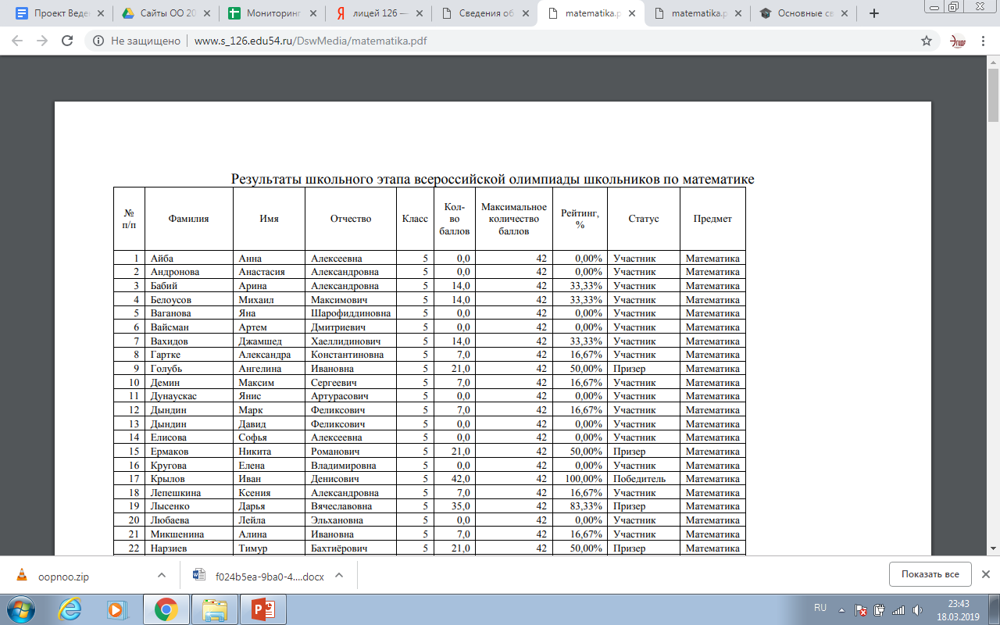 Проект Веде
Сайты ОО 20
Мониторинг
лицей 126 —
Сведения об
matematika.p
matematika.p
Основные св
Не защищено
www.s_126.edu54.ru/DswMedia/matematika.pdf
Результаты школьного этапа всероссийской олимпиады школьников по математике
№ п/п Фамилия Имя Отчество Класс Кол-во баллов Максимальное количество баллов Рейтинг, % Статус Предмет
1 Айба Анна Алексеевна 5 0,0 42 0,00% Участник Математика
2 Андронова Анастасия Александровна 5 0,0 42 0,00% Участник Математика
3 Бабий Арина Александровна 5 14,0 42 33,33% Участник Математика
4 Белоусов Михаил Максимович 5 14,0 42 33,33% Участник Математика
5 Ваганова Яна Шарофиддиновна 5 0,0 42 0,00% Участник Математика
6 Вайсман Артем Дмитриевич 5 0,0 42 0,00% Участник Математика
7 Вахидов Джамшед Хаеллидинович 5 14,0 42 33,33% Участник Математика
8 Гартке Александра Константиновна 5 7,0 42 16,67% Участник Математика
9 Голубь Ангелина Ивановна 5 21,0 42 50,00% Призер Математика
10 Демин Максим Сергеевич 5 7,0 42 16,67% Участник Математика
11 Дунаускас Янис Артурасович 5 0,0 42 0,00% Участник Математика
12 Дындин Марк Феликсович 5 7,0 42 16,67% Участник Математика
13 Дындин Давид Феликсович 5 0,0 42 0,00% Участник Математика
14 Елисова Софья Алексеевна 5 0,0 42 0,00% Участник Математика
15 Ермаков Никита Романович 5 21,0 42 50,00% Призер Математика
16 Кругова Елена Владимировна 5 0,0 42 0,00% Участник Математика
17 Крылов Иван Денисович 5 42,0 42 100,00% Победитель Математика
18 Лепешкина Ксения Александровна 5 7,0 42 16,67% Участник Математика
19 Лысенко Дарья Вячеславовна 5 35,0 42 83,33% Призер Математика
20 Любаева Лейла Эльхановна 5 0,0 42 0,00% Участник Математика
21 Микшенина Алина Ивановна 5 7,0 42 16,67% Участник Математика
22 Нарзиев Тимур Бахтиёрович 5 21,0 42 50,00% Призер Математика
oopnoo.zip
f024b5ea-9ba0-4....docx
Показать все
RU
23:43
18.03.2019